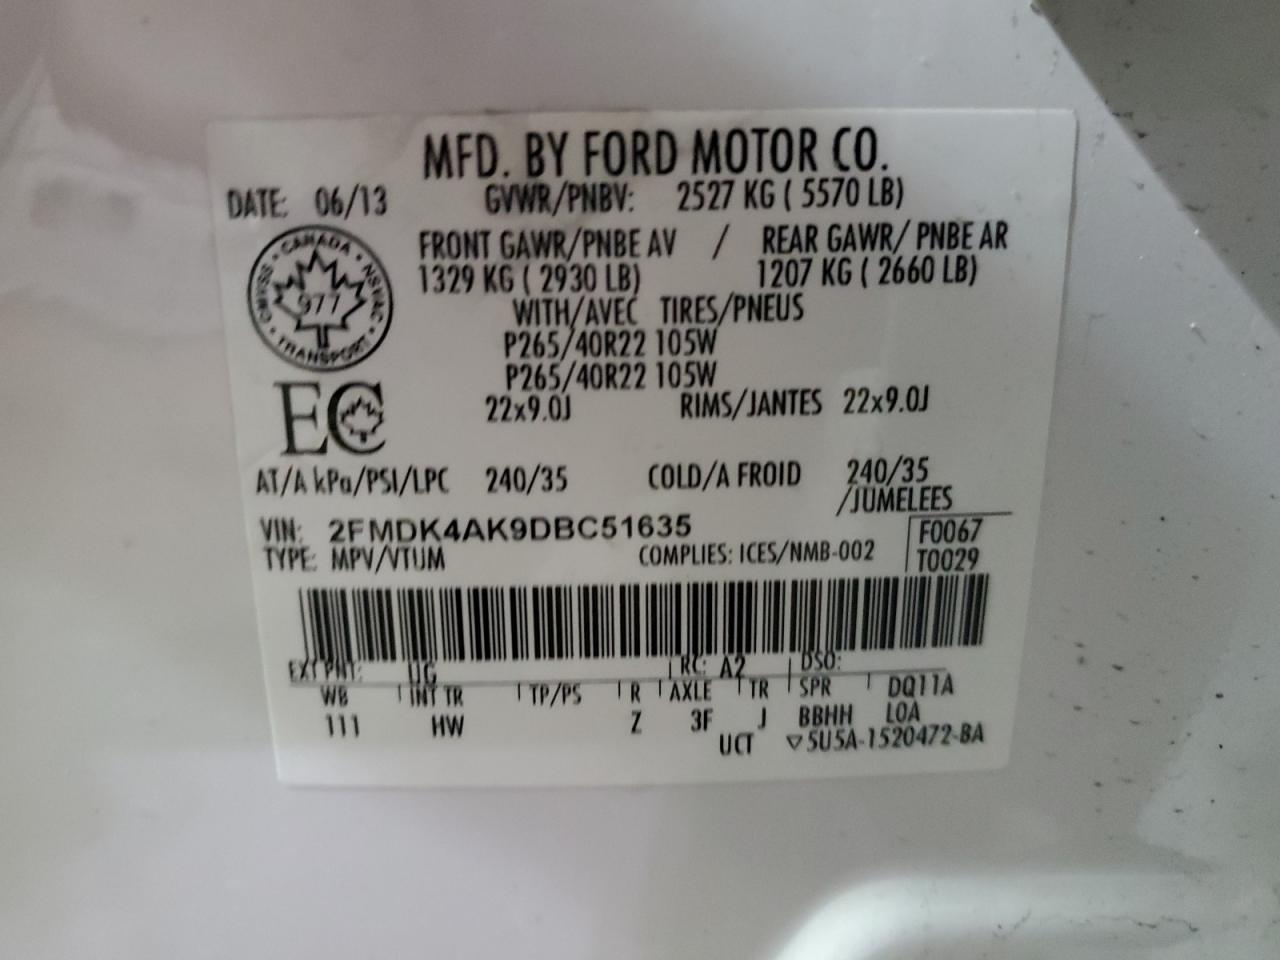 MFD. BY FORD MOTOR CO.
DATE: 06/13 GVWR/PNBV: 2527 KG ( 5570 LB)
FRONT GAWR/PNBE AV / REAR GAWR/ PNBE AR
1329 KG ( 2930 LB) 1207 KG ( 2660 LB)
WITH/AVEC TIRES/PNEUS
P265/40R22 105W
P265/40R22 105W
22x9.0J RIMS/JANTES 22x9.0J
CANADA • NSVAC • TRANSPORT • CMVSS •
977
EC
AT/A kPa/PSI/LPC 240/35 COLD/A FROID 240/35
/JUMELEES
VIN: 2FMDK4AK9DBC51635 F0067
TYPE: MPV/VTUM COMPLIES: ICES/NMB-002 T0029
EXT PNT: UG RC: A2 DSO:
WB INT TR TP/PS R AXLE TR SPR DQ11A
111 HW Z 3F J BBHH LOA
UCT ▽5U5A-1520472-BA